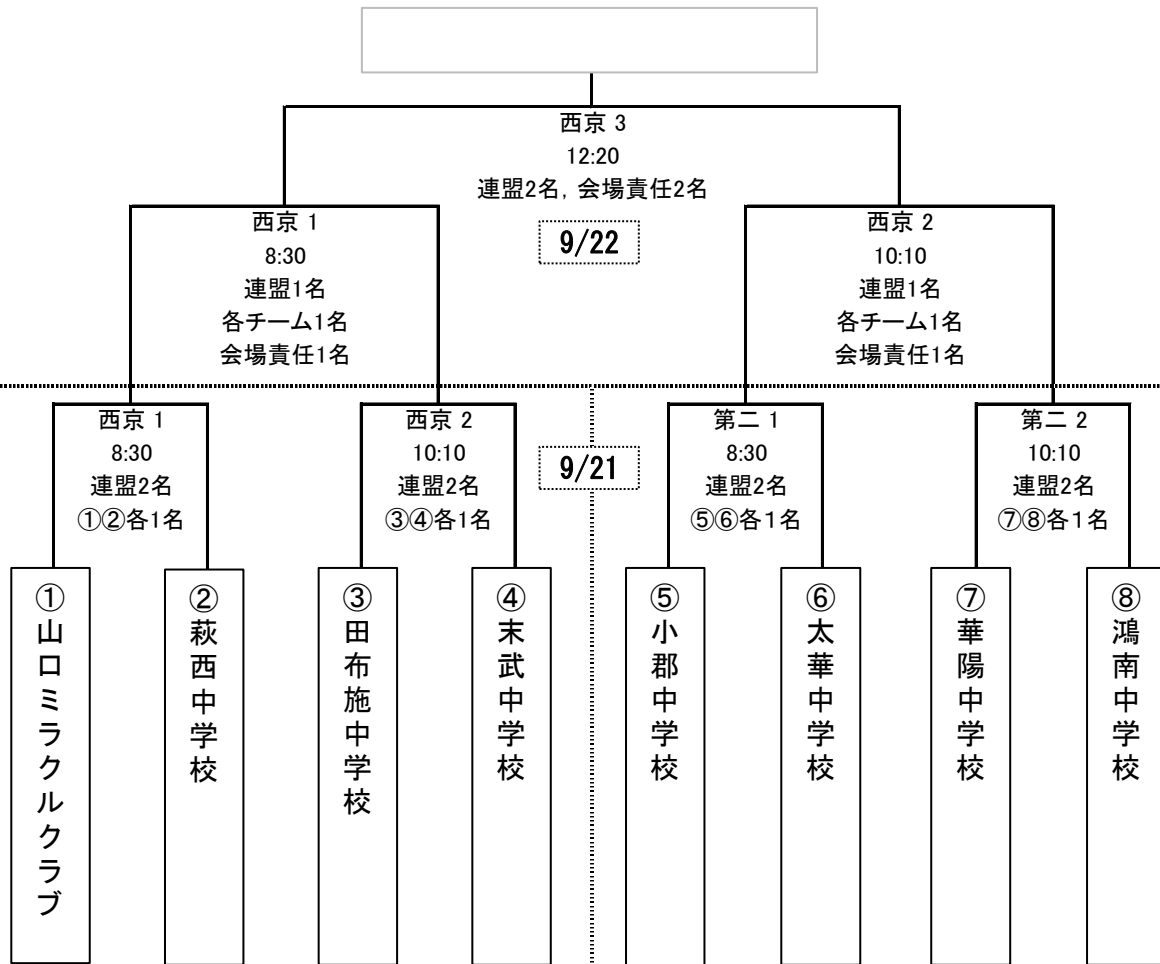 西京 3
12:20
連盟2名, 会場責任2名
西京 1
8:30
連盟1名
各チーム1名
会場責任1名
9/22
西京 2
10:10
連盟1名
各チーム1名
会場責任1名
西京 1
8:30
連盟2名
①②各1名
西京 2
10:10
連盟2名
③④各1名
9/21
第二 1
8:30
連盟2名
⑤⑥各1名
第二 2
10:10
連盟2名
⑦⑧各１名
①山口ミラクルクラブ
②萩西中学校
③田布施中学校
④末武中学校
⑤小郡中学校
⑥太華中学校
⑦華陽中学校
⑧鴻南中学校